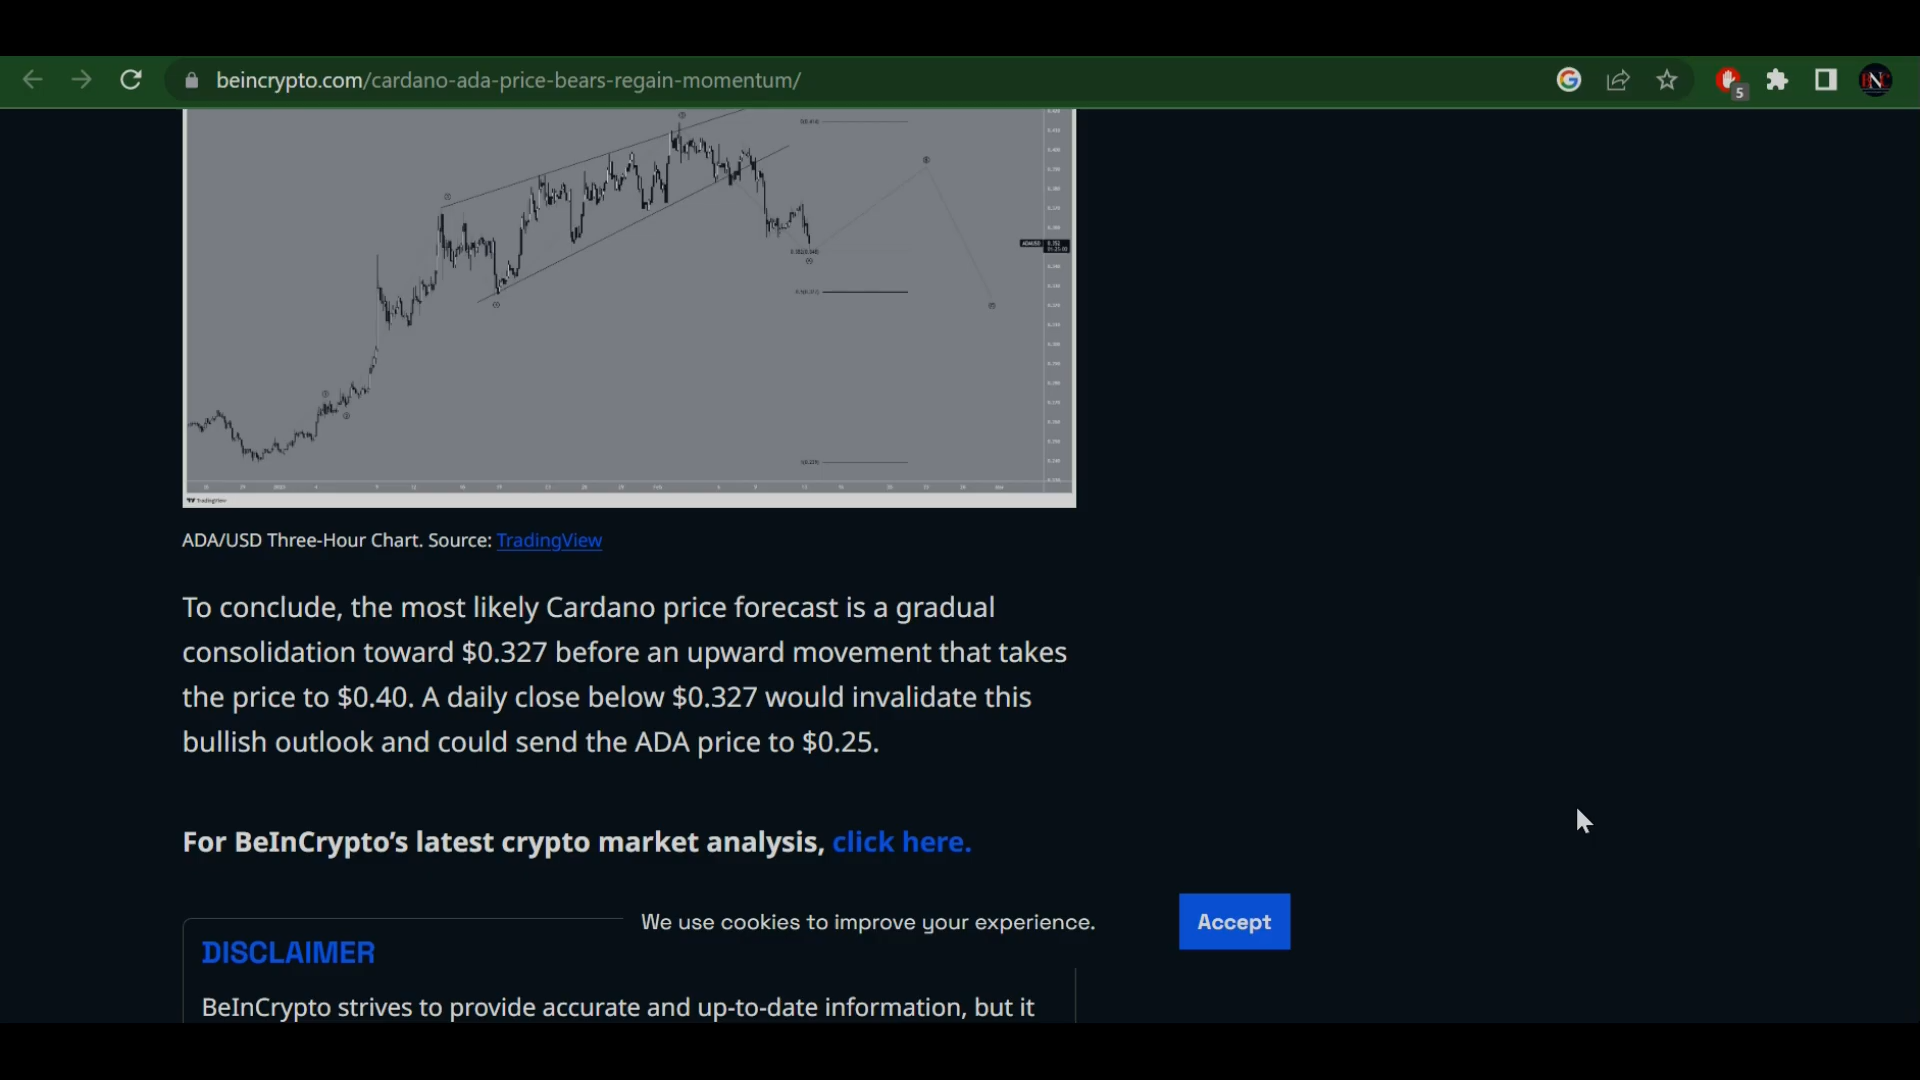 beincrypto.com/cardano-ada-price-bears-regain-momentum/
5
TradingView
ADA/USD Three-Hour Chart. Source: TradingView
To conclude, the most likely Cardano price forecast is a gradual
consolidation toward $0.327 before an upward movement that takes
the price to $0.40. A daily close below $0.327 would invalidate this
bullish outlook and could send the ADA price to $0.25.
For BeInCrypto’s latest crypto market analysis, click here.
We use cookies to improve your experience.
Accept
DISCLAIMER
BeInCrypto strives to provide accurate and up-to-date information, but it